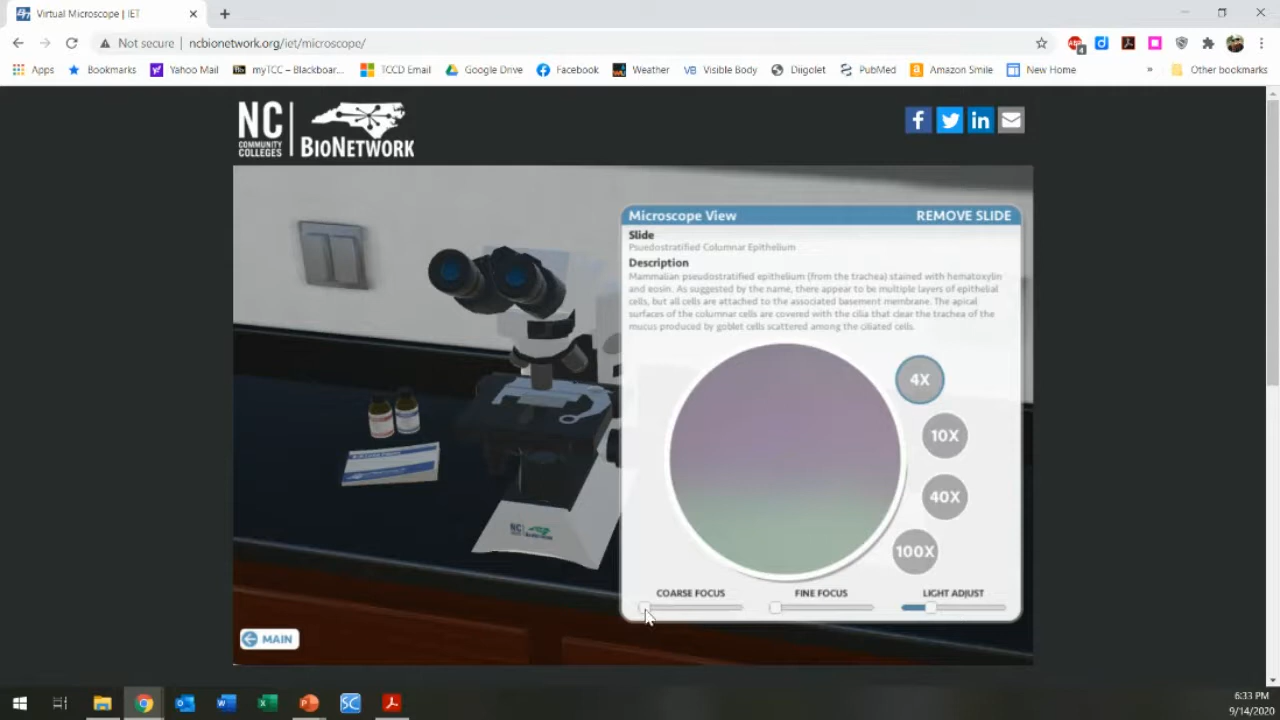 Virtual Microscope | IET
Not secure | ncbionetwork.org/iet/microscope/
4
Apps Bookmarks Yahoo Mail myTCC – Blackboar... TCCD Email Google Drive Facebook Weather VB Visible Body Diigolet PubMed Amazon Smile New Home » Other bookmarks
NC
COMMUNITY
COLLEGES
BIONETWORK
Microscope View REMOVE SLIDE
Slide
Psuedostratified Columnar Epithelium
Description
Mammalian pseudostratified epithelium (from the trachea) stained with hematoxylin
and eosin. As suggested by the name, there appear to be multiple layers of epithelial
cells, but all cells are attached to the associated basement membrane. The apical
surfaces of the columnar cells are covered with the cilia that clear the trachea of the
mucus produced by goblet cells scattered among the ciliated cells.
4X
10X
40X
100X
COARSE FOCUS FINE FOCUS LIGHT ADJUST
NC
MAIN
6:33 PM
9/14/2020